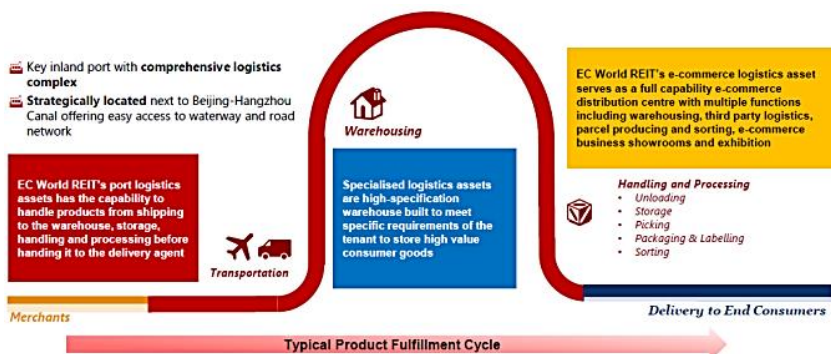 Key inland port with comprehensive logistics
complex
Strategically located next to Beijing-Hangzhou
Canal offering easy access to waterway and road
network
EC World REIT's port logistics
assets has the capability to
handle products from shipping
to the warehouse, storage,
handling and processing before
handing it to the delivery agent
Transportation
Merchants
Warehousing
Specialised logistics assets
are high-specification
warehouse built to meet
specific requirements of the
tenant to store high value
consumer goods
EC World REIT's e-commerce logistics asset
serves as a full capability e-commerce
distribution centre with multiple functions
including warehousing, third party logistics,
parcel producing and sorting, e-commerce
business showrooms and exhibition
Handling and Processing
• Unloading
• Storage
• Picking
• Packaging & Labelling
• Sorting
Delivery to End Consumers
Typical Product Fulfillment Cycle